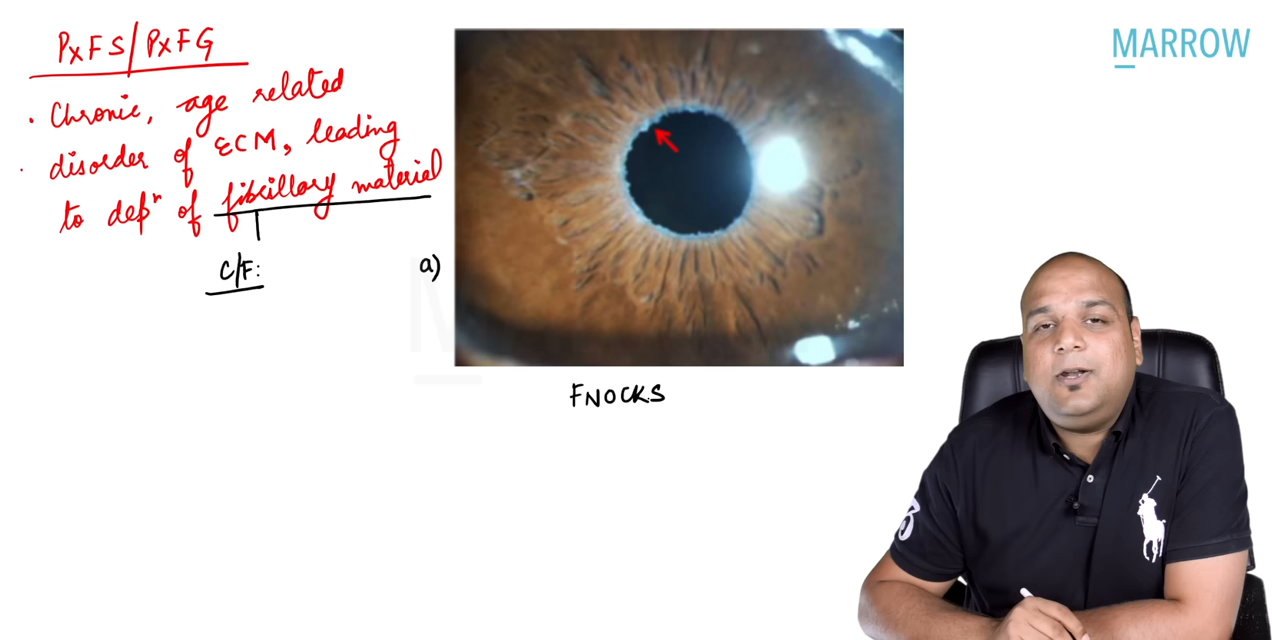 PxFS/PxFG
MARROW
• Chronic, age related
• disorder of ECM, leading
to depⁿ of fibrillary material
C/F:
a)
FNOCKS